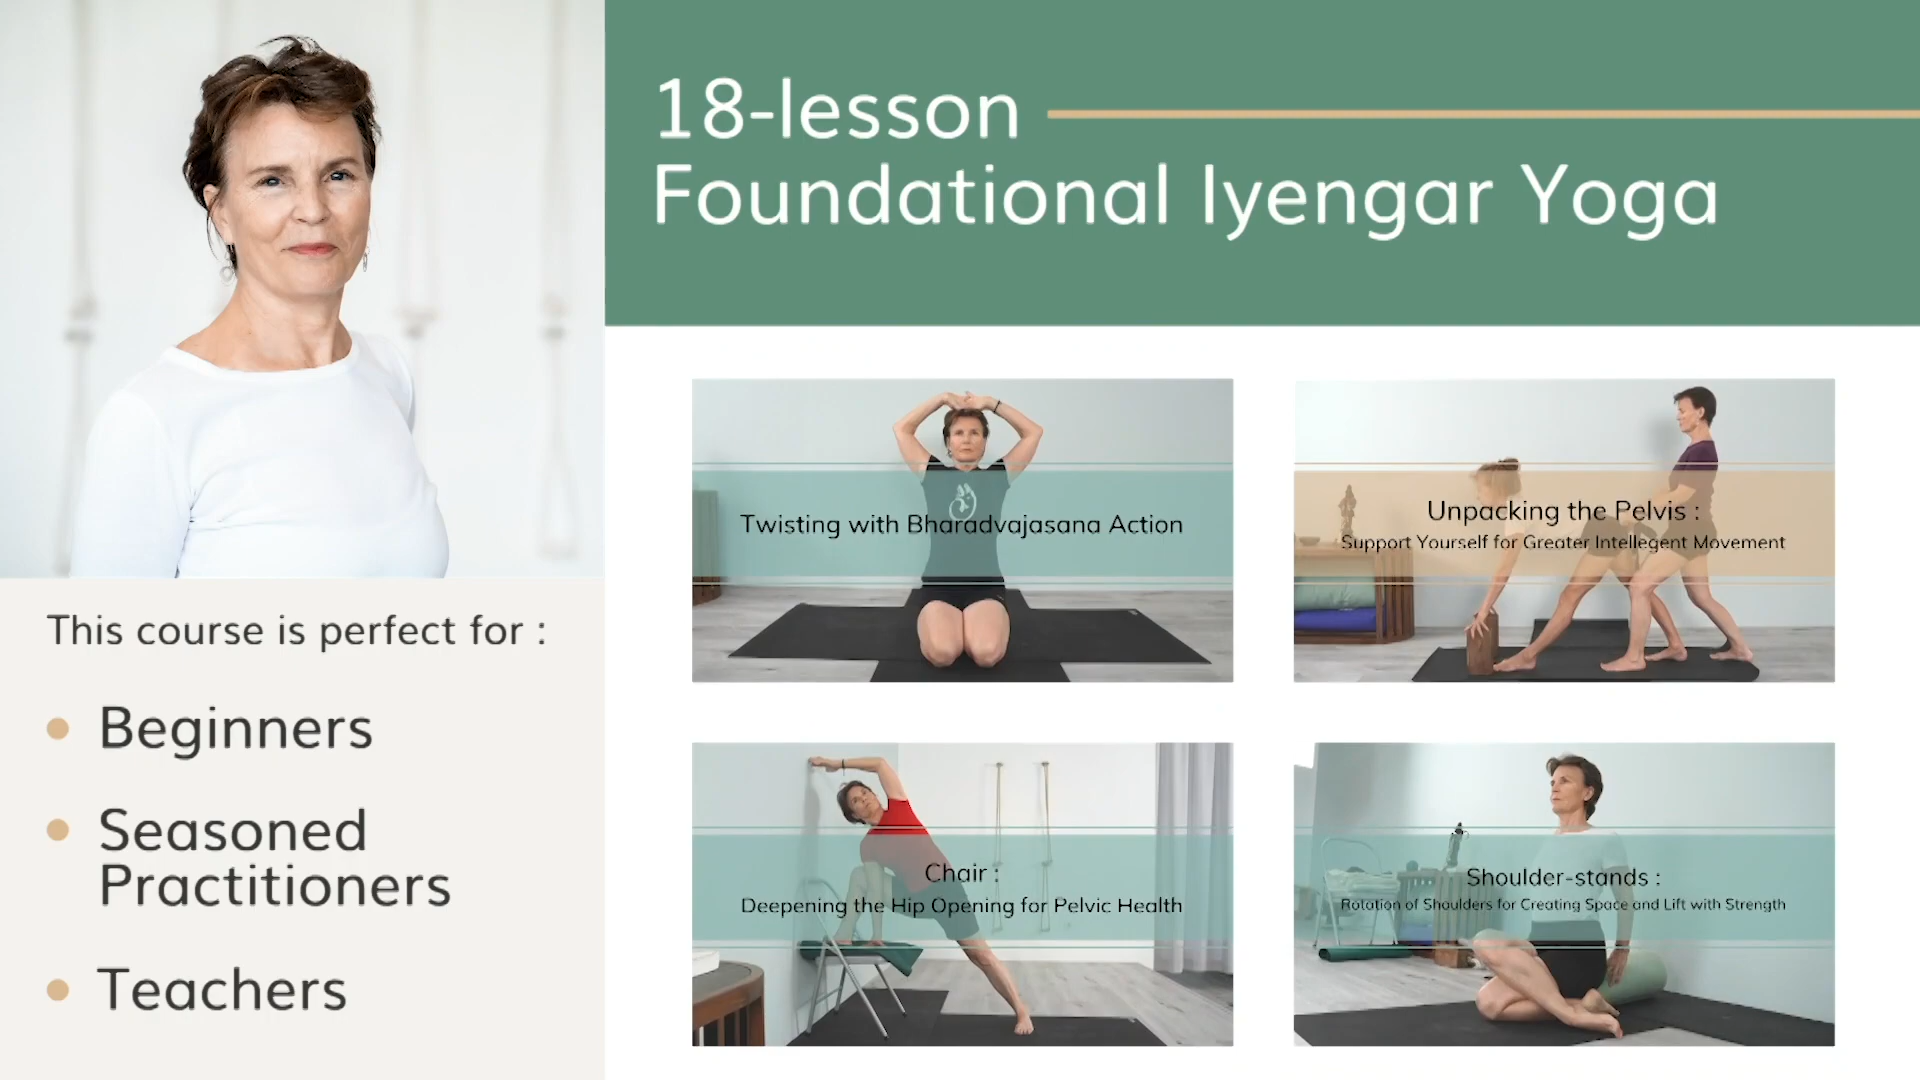 18-lesson
Foundational Iyengar Yoga
This course is perfect for :
Beginners
Seasoned
Practitioners
Teachers
Twisting with Bharadvajasana Action
Unpacking the Pelvis :
Support Yourself for Greater Intellegent Movement
Chair :
Deepening the Hip Opening for Pelvic Health
Shoulder-stands :
Rotation of Shoulders for Creating Space and Lift with Strength